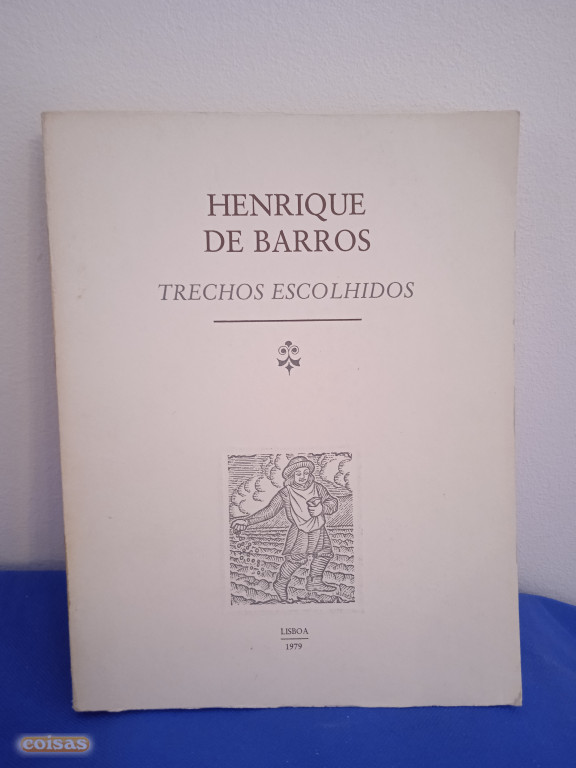 HENRIQUE
DE BARROS
TRECHOS ESCOLHIDOS
LISBOA
1979
coisas